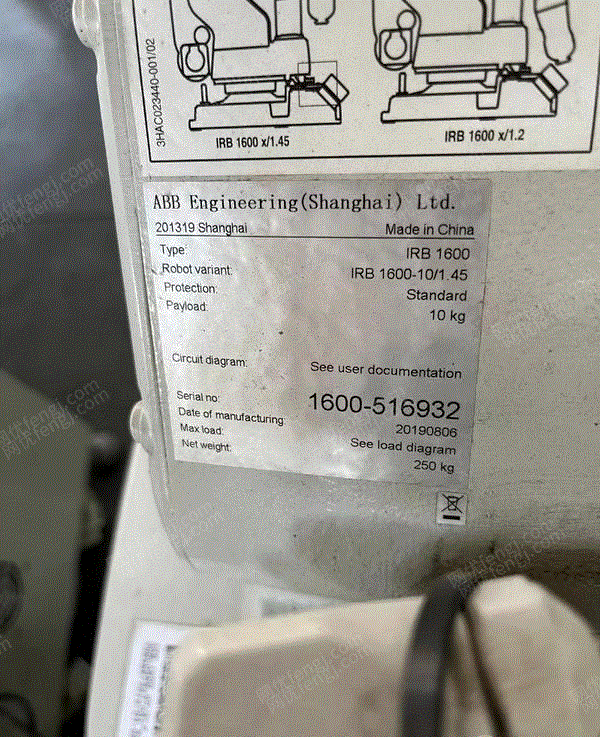 3HAC023440-001/02
IRB 1600 x/1.45
IRB 1600 x/1.2
ABB Engineering(Shanghai) Ltd.
201319 Shanghai Made in China
Type: IRB 1600
Robot variant: IRB 1600-10/1.45
Protection: Standard
Payload: 10 kg
Circuit diagram: See user documentation
Serial no: 1600-516932
Date of manufacturing: 20190806
Max load: See load diagram
Net weight: 250 kg